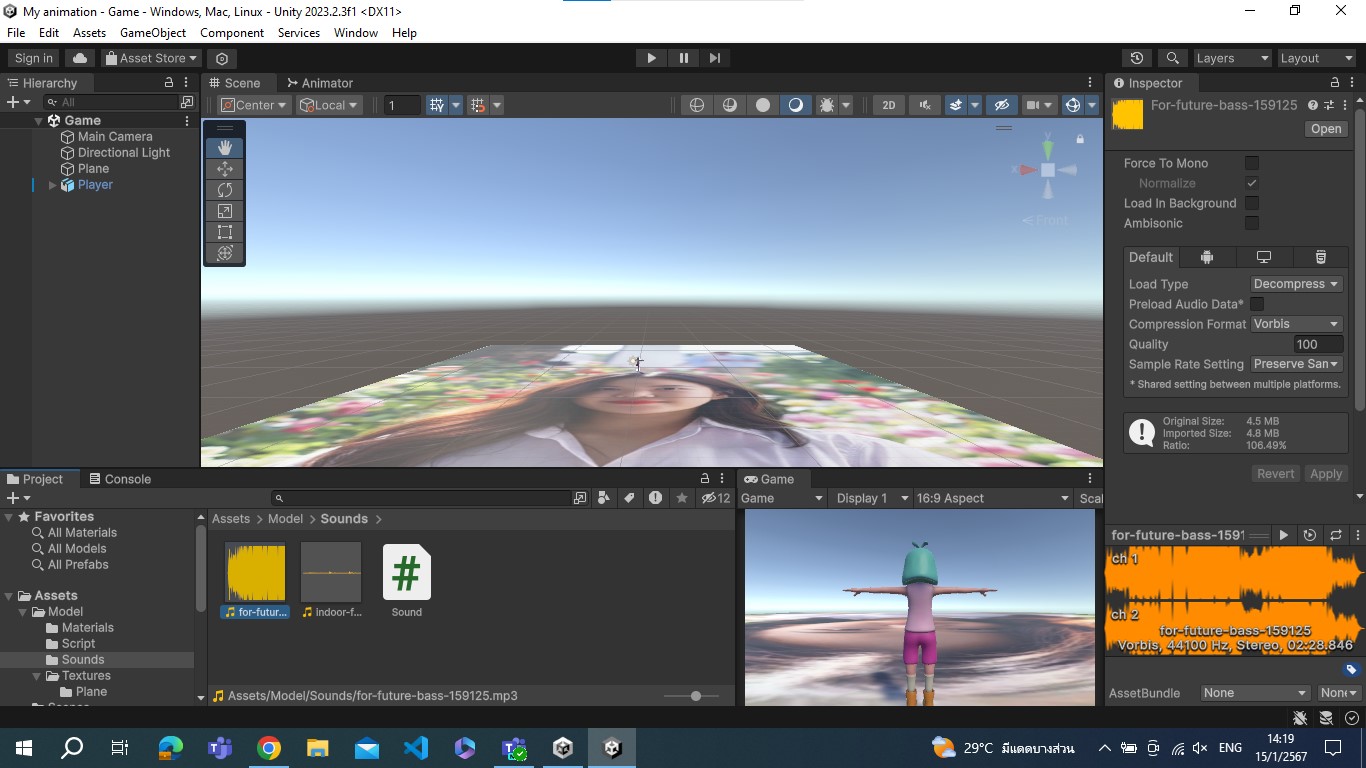 My animation - Game - Windows, Mac, Linux - Unity 2023.2.3f1 <DX11>
File Edit Assets GameObject Component Services Window Help
Sign in Asset Store Layers Layout
Hierarchy
All
Game
Main Camera
Directional Light
Plane
Player
Scene Animator
Center Local 1 2D
Y
X
Front
Inspector
For-future-bass-159125
Open
Force To Mono
Normalize
Load In Background
Ambisonic
Default
Load Type Decompress
Preload Audio Data*
Compression Format Vorbis
Quality 100
Sample Rate Setting Preserve San
* Shared setting between multiple platforms.
Original Size: 4.5 MB
Imported Size: 4.8 MB
Ratio: 106.49%
Revert Apply
Project Console
12
Favorites
All Materials
All Models
All Prefabs
Assets
Model
Materials
Script
Sounds
Textures
Plane
Assets > Model > Sounds >
for-futur...
indoor-f...
#
Sound
Assets/Model/Sounds/for-future-bass-159125.mp3
Game
Game Display 1 16:9 Aspect Scal
for-future-bass-1591
ch 1
ch 2
for-future-bass-159125
Vorbis, 44100 Hz, Stereo, 02:28.846
AssetBundle None None
29°C มีแดดบางส่วน ENG
14:19
15/1/2567